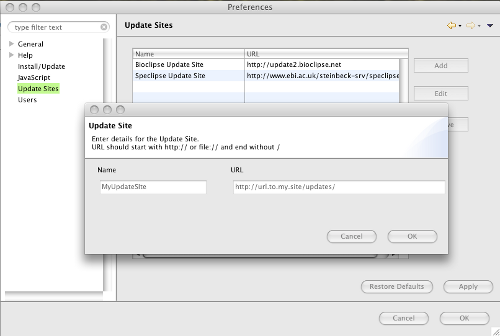 Preferences
type filter text
Update Sites
General
Help
Install/Update
JavaScript
Update Sites
Users
Name URL
Bioclipse Update Site http://update2.bioclipse.net
Speclipse Update Site http://www.ebi.ac.uk/steinbeck-srv/speclipse
Add
Edit
Update Site
Enter details for the Update Site.
URL should start with http:// or file:// and end without /
Name URL
MyUpdateSite http://url.to.my.site/updates/
Cancel OK
Restore Defaults Apply
Cancel OK